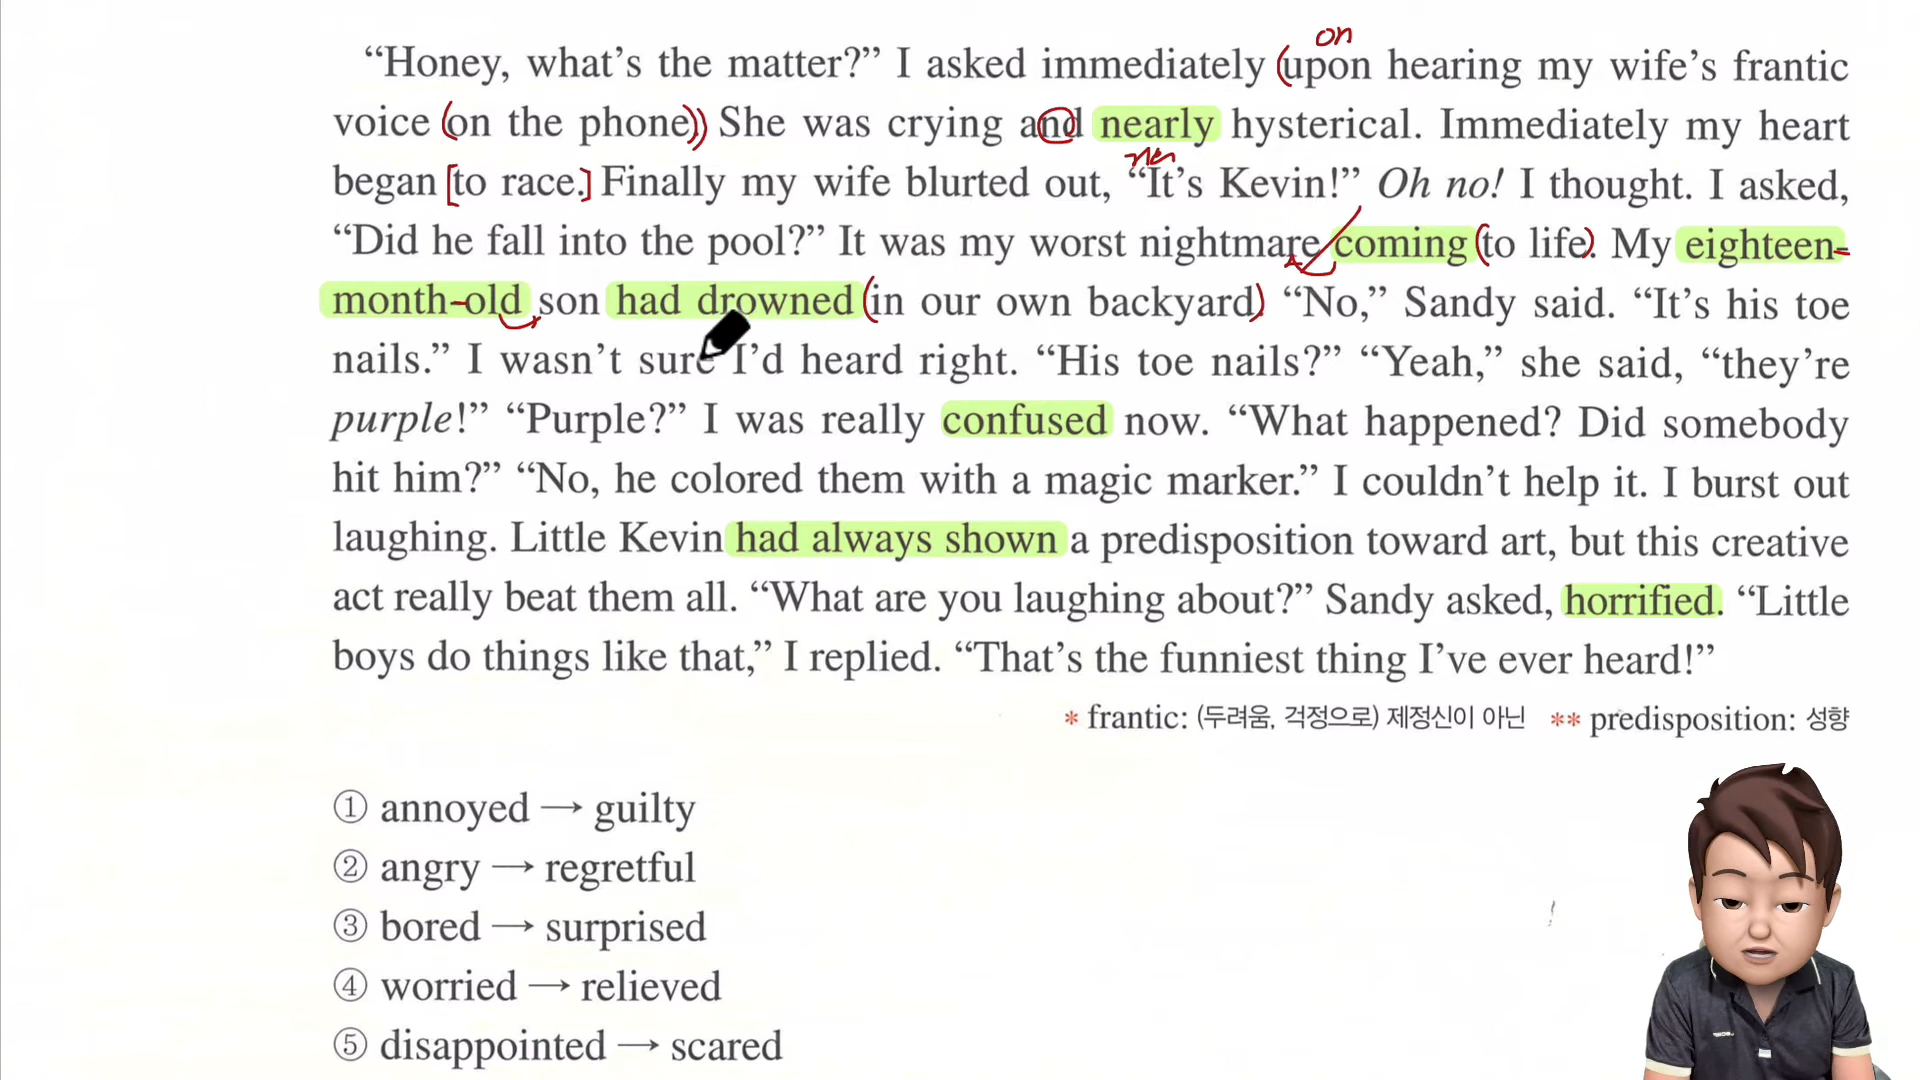 on
“Honey, what’s the matter?” I asked immediately (upon hearing my wife’s frantic
voice (on the phone)) She was crying and nearly hysterical. Immediately my heart
began [to race.] Finally my wife blurted out, “It’s Kevin!” Oh no! I thought. I asked,
“Did he fall into the pool?” It was my worst nightmare coming (to life). My eighteen-
month-old son had drowned (in our own backyard) “No,” Sandy said. “It’s his toe
nails.” I wasn’t sure I’d heard right. “His toe nails?” “Yeah,” she said, “they’re
purple!” “Purple?” I was really confused now. “What happened? Did somebody
hit him?” “No, he colored them with a magic marker.” I couldn’t help it. I burst out
laughing. Little Kevin had always shown a predisposition toward art, but this creative
act really beat them all. “What are you laughing about?” Sandy asked, horrified. “Little
boys do things like that,” I replied. “That’s the funniest thing I’ve ever heard!”
* frantic: (두려움, 걱정으로) 제정신이 아닌 ** predisposition: 성향
① annoyed → guilty
② angry → regretful
③ bored → surprised
④ worried → relieved
⑤ disappointed → scared